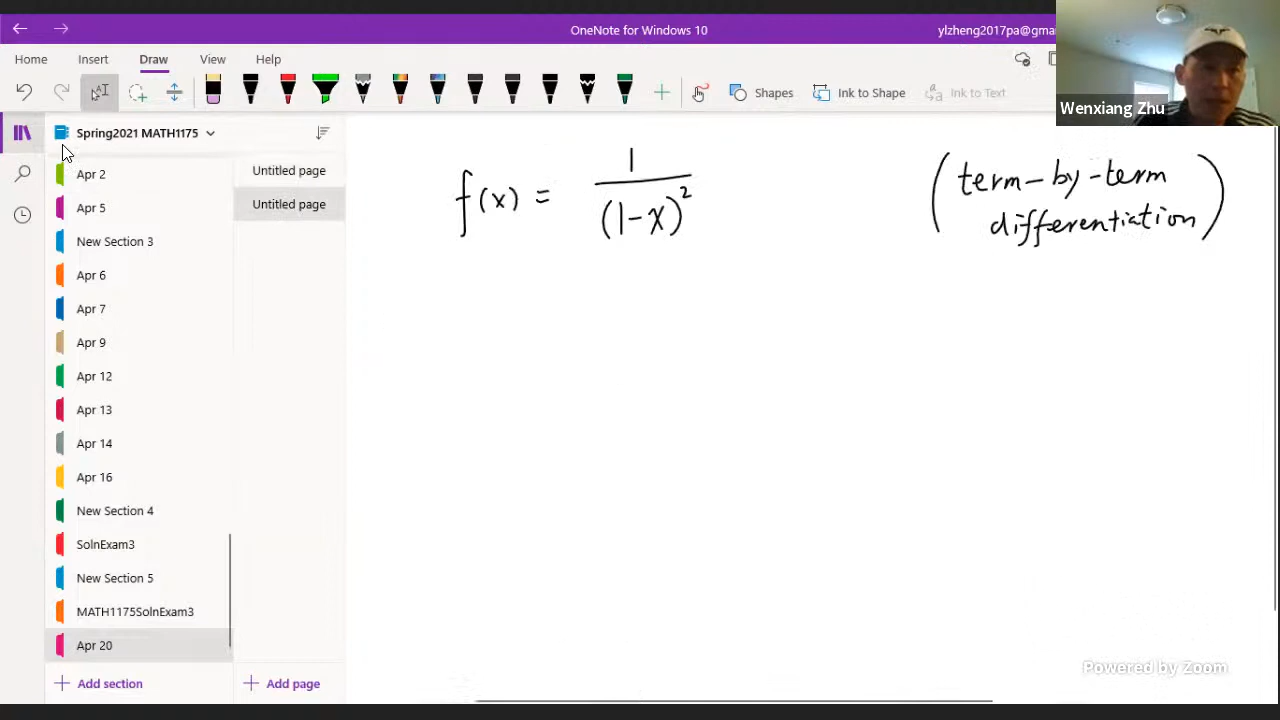 OneNote for Windows 10
ylzheng2017pa@gma
Home Insert Draw View Help
Shapes Ink to Shape Ink to Text
Wenxiang Zhu
Spring2021 MATH1175
Apr 2
Apr 5
New Section 3
Apr 6
Apr 7
Apr 9
Apr 12
Apr 13
Apr 14
Apr 16
New Section 4
SolnExam3
New Section 5
MATH1175SolnExam3
Apr 20
Add section
Untitled page
Untitled page
Add page
f(x) = 1/(1-x)²
(term-by-term
differentiation)
Powered by Zoom